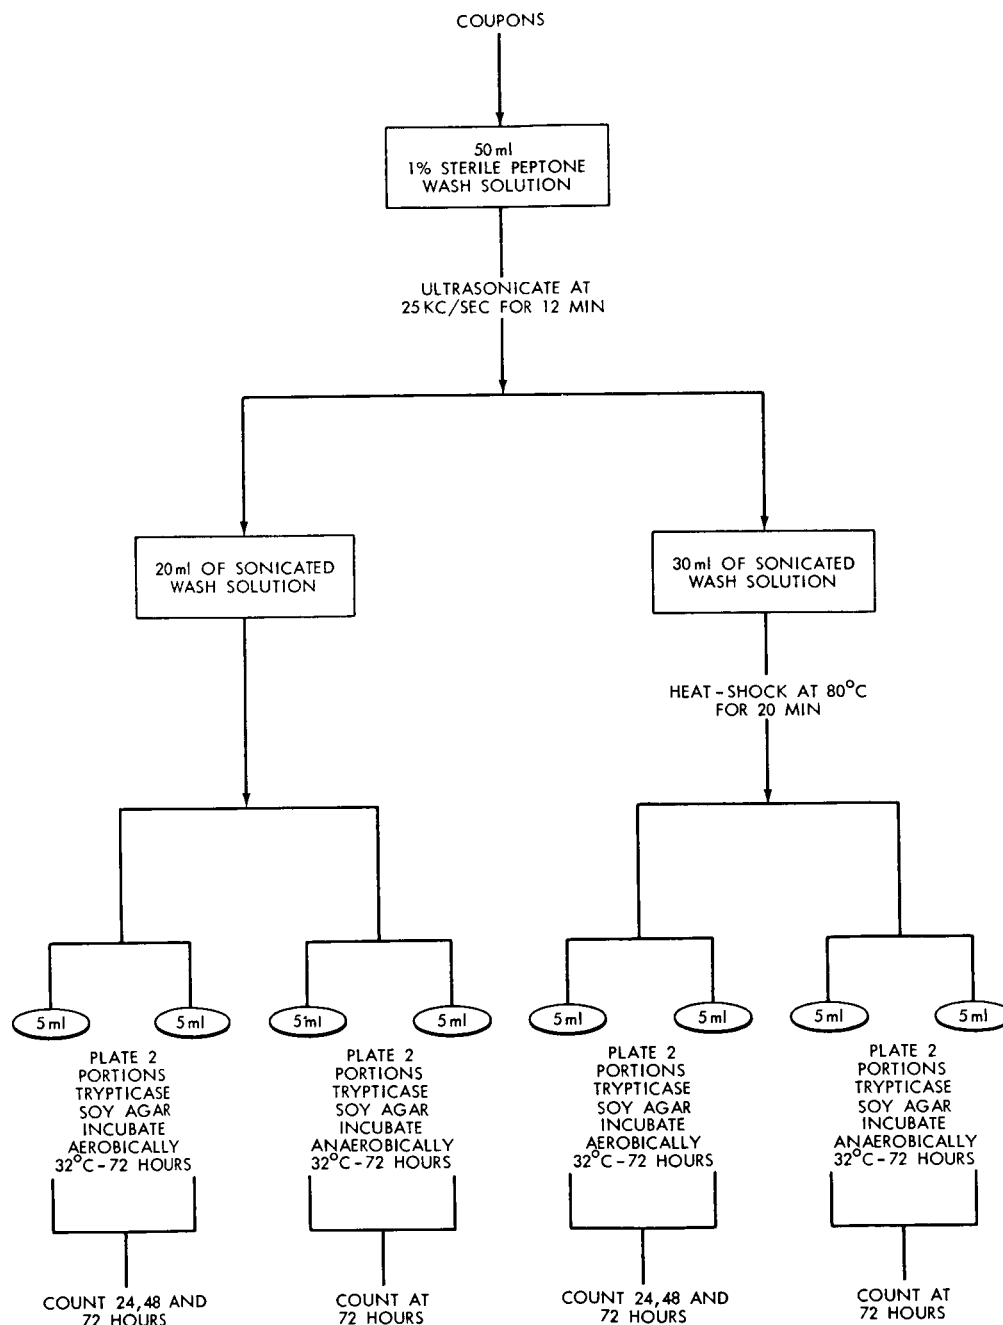 COUPONS
50 ml
1% STERILE PEPTONE
WASH SOLUTION
ULTRASONICATE AT
25 KC/SEC FOR 12 MIN
20 ml OF SONICATED
WASH SOLUTION
30 ml OF SONICATED
WASH SOLUTION
HEAT-SHOCK AT 80°C
FOR 20 MIN
5 ml
5 ml
5 ml
5 ml
5 ml
5 ml
5 ml
5 ml
PLATE 2
PORTIONS
TRYPTICASE
SOY AGAR
INCUBATE
AEROBICALLY
32°C-72 HOURS
PLATE 2
PORTIONS
TRYPTICASE
SOY AGAR
INCUBATE
ANAEROBICALLY
32°C-72 HOURS
PLATE 2
PORTIONS
TRYPTICASE
SOY AGAR
INCUBATE
AEROBICALLY
32°C-72 HOURS
PLATE 2
PORTIONS
TRYPTICASE
SOY AGAR
INCUBATE
ANAEROBICALLY
32°C-72 HOURS
COUNT 24,48 AND
72 HOURS
COUNT AT
72 HOURS
COUNT 24,48 AND
72 HOURS
COUNT AT
72 HOURS